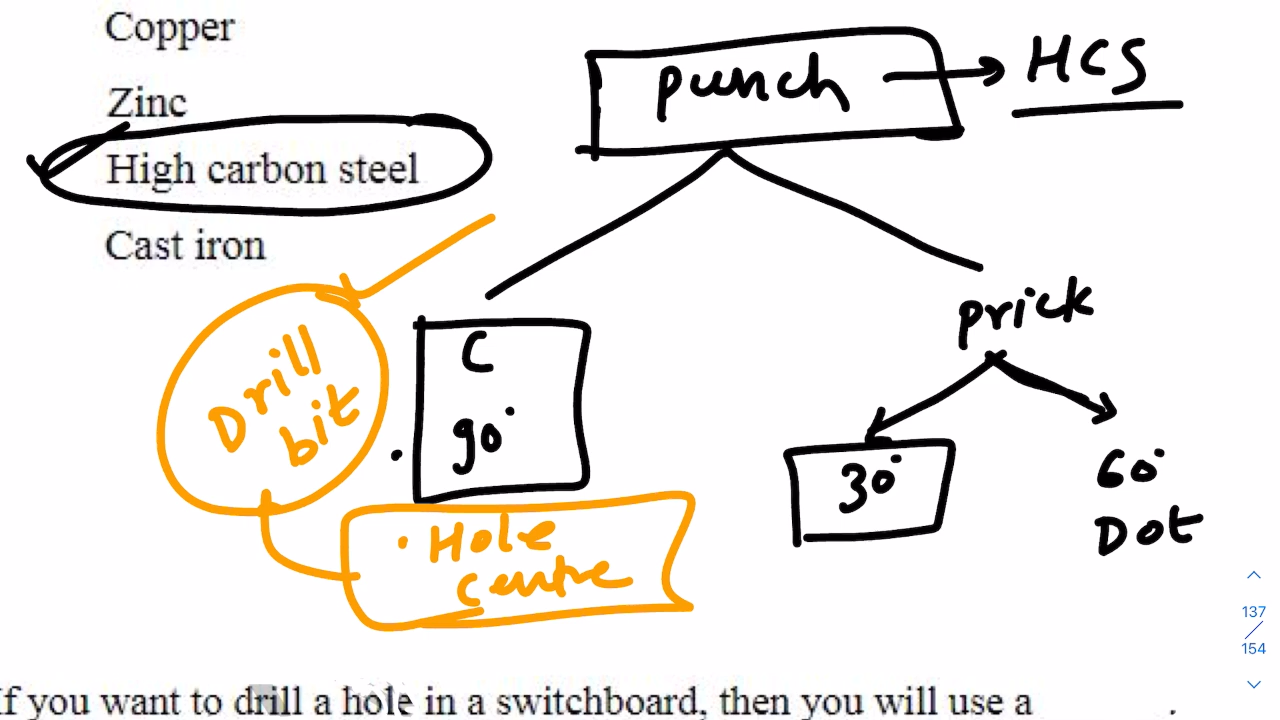 Copper
Zinc
High carbon steel
Cast iron
punch
HCS
C
90°
prick
30°
60°
Dot
Drill
bit
Hole
Centre
137
154
If you want to drill a hole in a switchboard, then you will use a